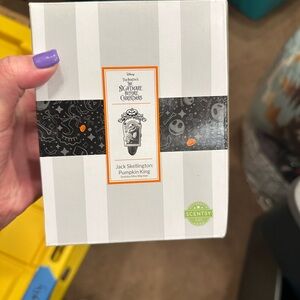 Disney
Tim Burton's
THE
NIGHTMARE
BEFORE
CHRISTMAS
Jack Skellington:
Pumpkin King
SCENTSY